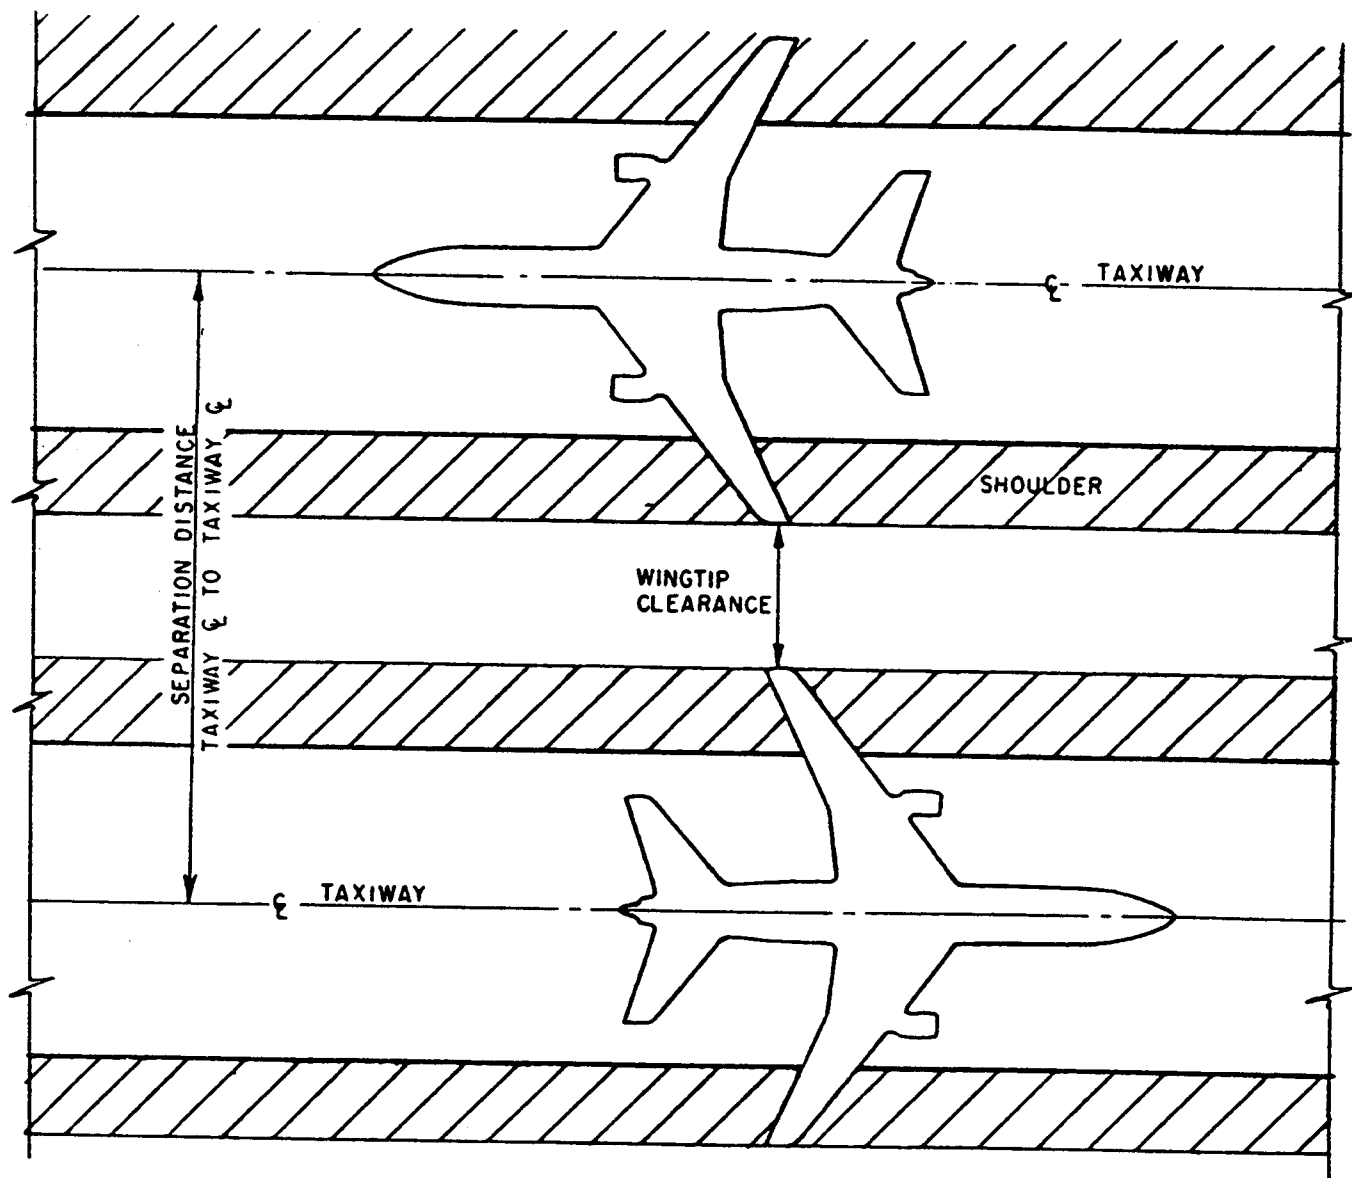 ℄ TAXIWAY
SEPARATION DISTANCE
TAXIWAY ℄ TO TAXIWAY ℄
SHOULDER
WINGTIP
CLEARANCE
℄ TAXIWAY